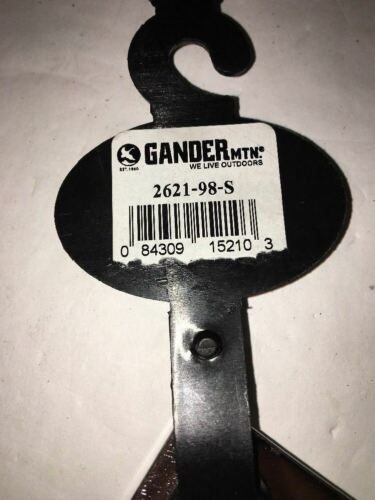 GANDER MTN.®
EST. 1960
WE LIVE OUTDOORS
2621-98-S
0 84309 15210 3